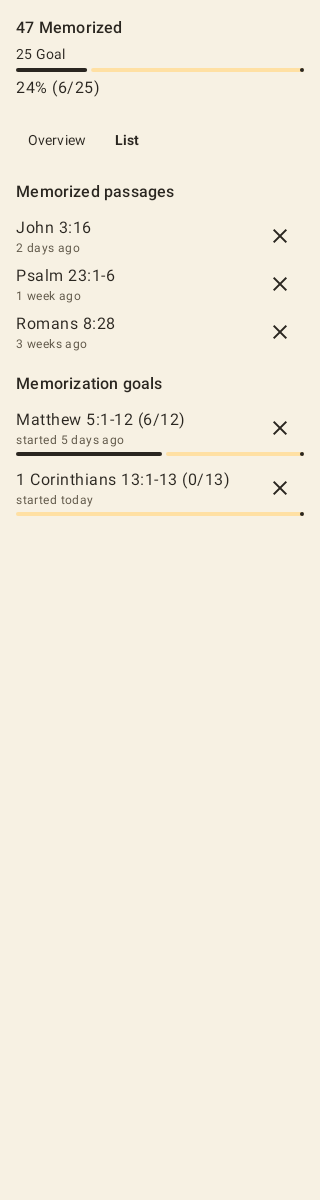 47 Memorized
25 Goal
24% (6/25)
Overview List
Memorized passages
John 3:16
2 days ago
Psalm 23:1-6
1 week ago
Romans 8:28
3 weeks ago
Memorization goals
Matthew 5:1-12 (6/12)
started 5 days ago
1 Corinthians 13:1-13 (0/13)
started today